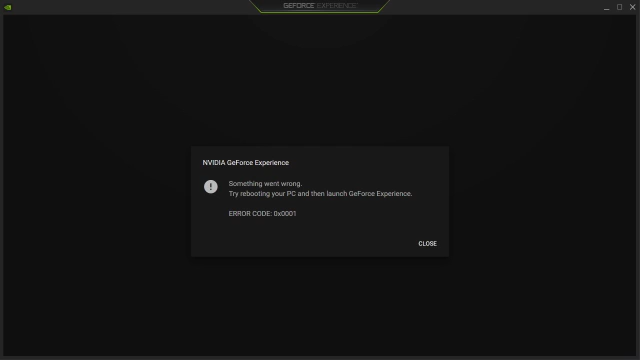 GEFORCE EXPERIENCE
NVIDIA GeForce Experience
Something went wrong.
Try rebooting your PC and then launch GeForce Experience.
ERROR CODE: 0x0001
CLOSE